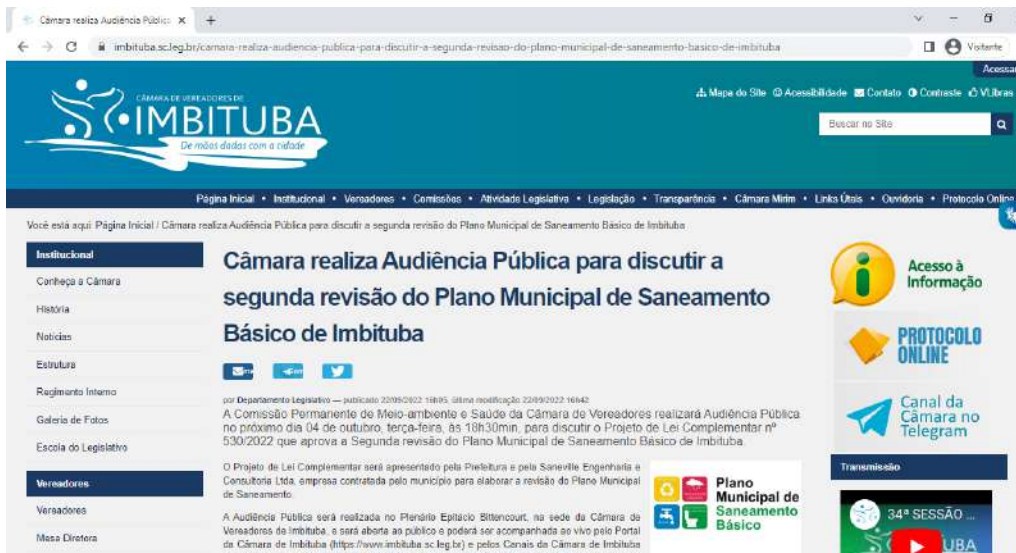 Câmara realiza Audiência Pública
imbituba.sc.leg.br/camara-realiza-audiencia-publica-para-discutir-a-segunda-revisao-do-plano-municipal-de-saneamento-basico-de-imbituba
Visitante
Acessar
CÂMARA DE VEREADORES DE
IMBITUBA
De mãos dadas com a cidade
Mapa do Site Acessibilidade Contato Contraste VLibras
Buscar no Site
Página Inicial • Institucional • Vereadores • Comissões • Atividade Legislativa • Legislação • Transparência • Câmara Mirim • Links Úteis • Ouvidoria • Protocolo Online
Você está aqui: Página Inicial / Câmara realiza Audiência Pública para discutir a segunda revisão do Plano Municipal de Saneamento Básico de Imbituba
Institucional
Conheça a Câmara
História
Notícias
Estrutura
Regimento Interno
Galeria de Fotos
Escola do Legislativo
Vereadores
Vereadores
Mesa Diretora
Câmara realiza Audiência Pública para discutir a
segunda revisão do Plano Municipal de Saneamento
Básico de Imbituba
por Departamento Legislativo — publicado 22/09/2022 16h05, última modificação 22/09/2022 16h42
A Comissão Permanente de Meio-ambiente e Saúde da Câmara de Vereadores realizará Audiência Pública
no próximo dia 04 de outubro, terça-feira, às 18h30min, para discutir o Projeto de Lei Complementar nº
530/2022 que aprova a Segunda revisão do Plano Municipal de Saneamento Básico de Imbituba.
O Projeto de Lei Complementar será apresentado pela Prefeitura e pela Saneville Engenharia e
Consultoria Ltda, empresa contratada pelo município para elaborar a revisão do Plano Municipal
de Saneamento.
A Audiência Pública será realizada no Plenário Epitácio Bittencourt, na sede da Câmara de
Vereadores de Imbituba, e será aberta ao público e poderá ser acompanhada ao vivo pelo Portal
da Câmara de Imbituba (https://www.imbituba.sc.leg.br) e pelos Canais da Câmara de Imbituba
Plano
Municipal de
Saneamento
Básico
Acesso à
Informação
PROTOCOLO
ONLINE
Canal da
Câmara no
Telegram
Transmissão
34ª SESSÃO ...